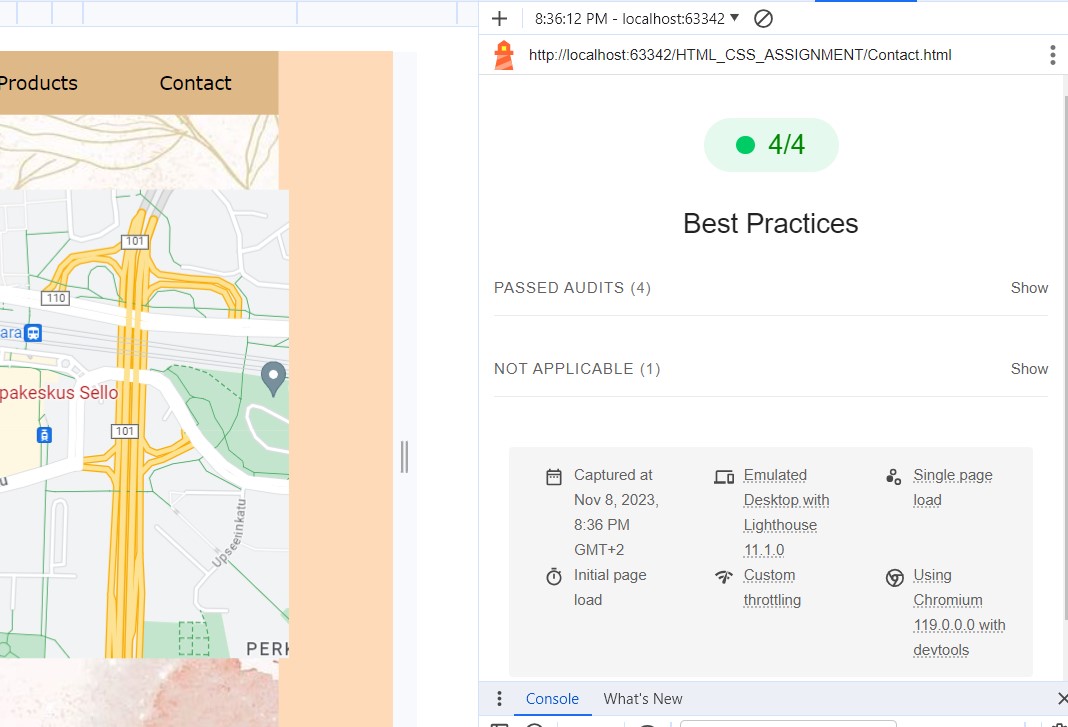 Products
Contact
101
110
ara
pakeskus Sello
101
Upseerinkatu
PERK
8:36:12 PM - localhost:63342
http://localhost:63342/HTML_CSS_ASSIGNMENT/Contact.html
4/4
Best Practices
PASSED AUDITS (4)
Show
NOT APPLICABLE (1)
Show
Captured at
Nov 8, 2023,
8:36 PM
GMT+2
Emulated
Desktop with
Lighthouse
11.1.0
Single page
load
Initial page
load
Custom
throttling
Using
Chromium
119.0.0.0 with
devtools
Console
What's New